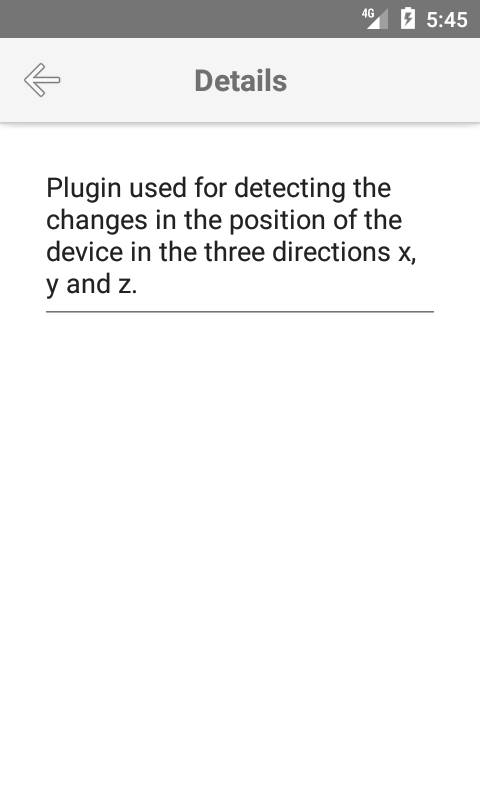 4G 5:45
Details
Plugin used for detecting the
changes in the position of the
device in the three directions x,
y and z.